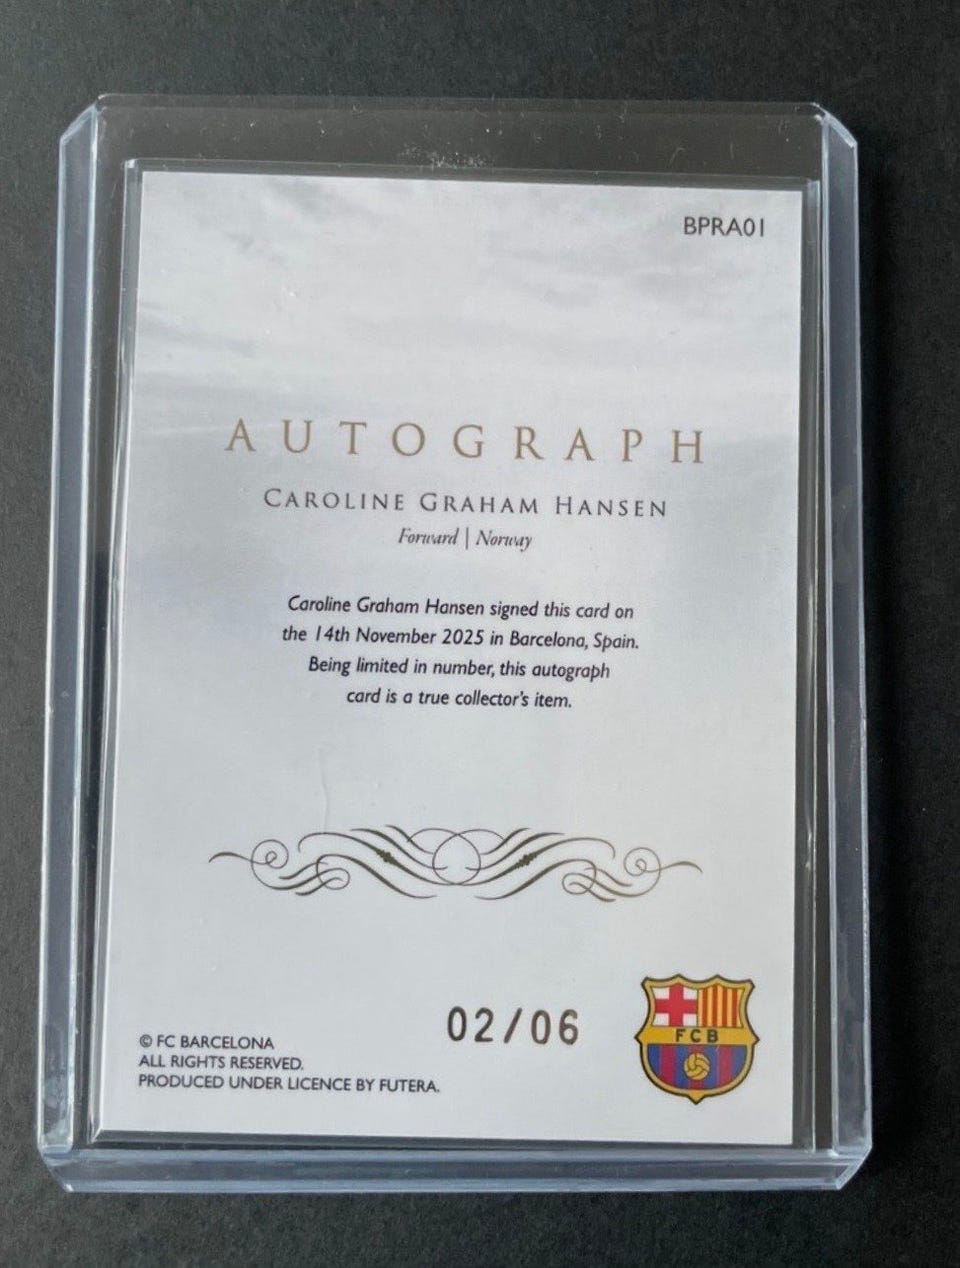 BPRA01
AUTOGRAPH
CAROLINE GRAHAM HANSEN
Forward | Norway
Caroline Graham Hansen signed this card on
the 14th November 2025 in Barcelona, Spain.
Being limited in number, this autograph
card is a true collector's item.
02/06
FCB
© FC BARCELONA
ALL RIGHTS RESERVED.
PRODUCED UNDER LICENCE BY FUTERA.